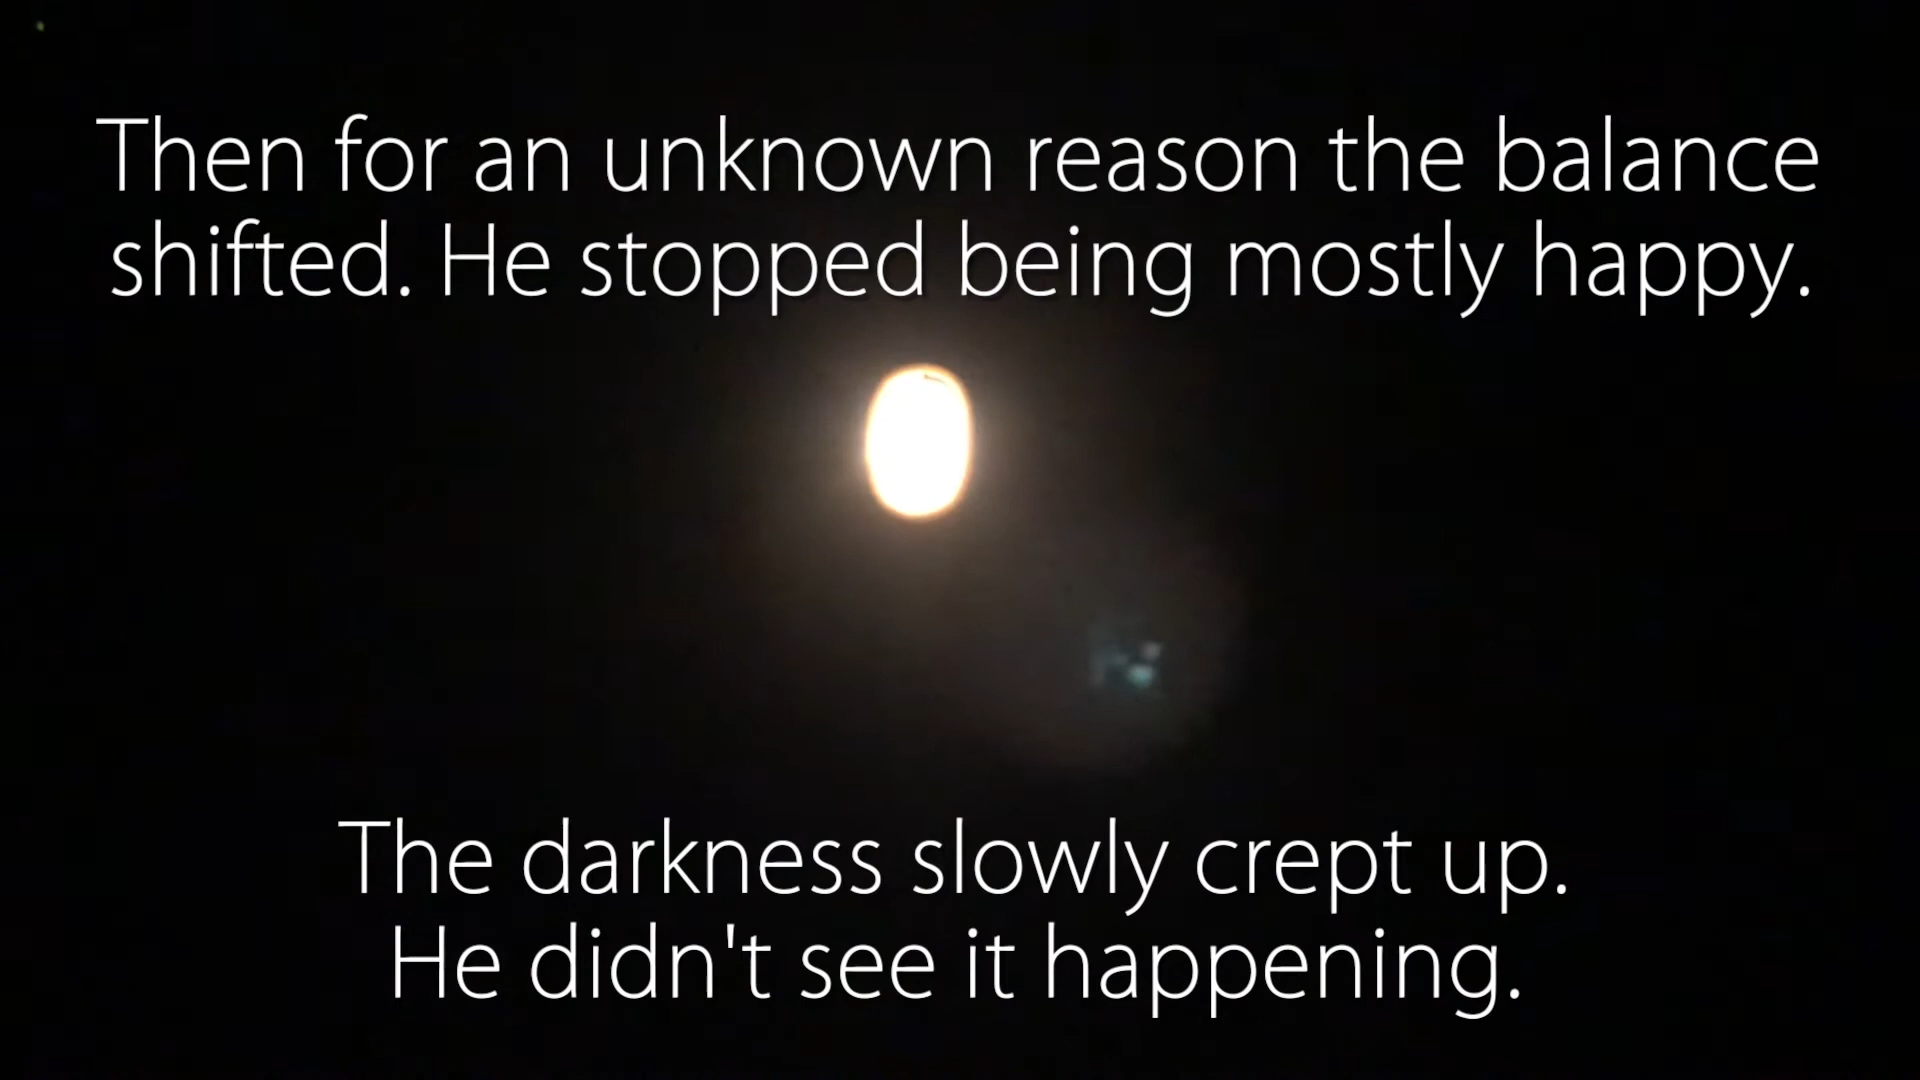 Then for an unknown reason the balance
shifted. He stopped being mostly happy.
The darkness slowly crept up.
He didn't see it happening.